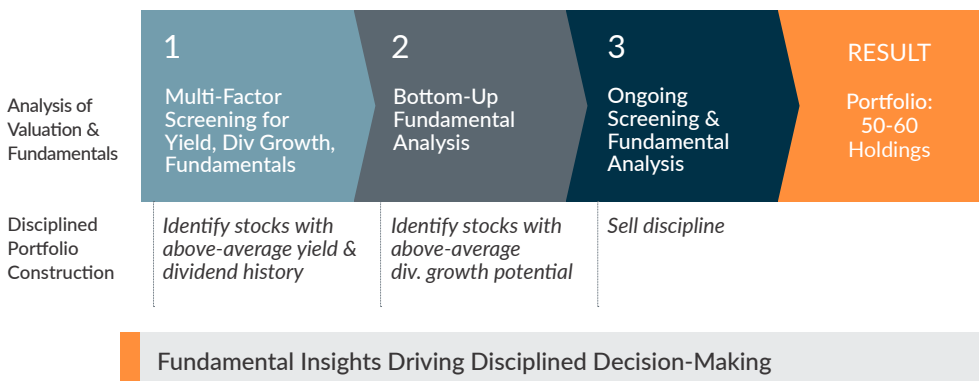 Analysis of
Valuation &
Fundamentals
1
Multi-Factor
Screening for
Yield, Div Growth,
Fundamentals
2
Bottom-Up
Fundamental
Analysis
3
Ongoing
Screening &
Fundamental
Analysis
RESULT
Portfolio:
50-60
Holdings
Disciplined
Portfolio
Construction
Identify stocks with
above-average yield &
dividend history
Identify stocks with
above-average
div. growth potential
Sell discipline
Fundamental Insights Driving Disciplined Decision-Making